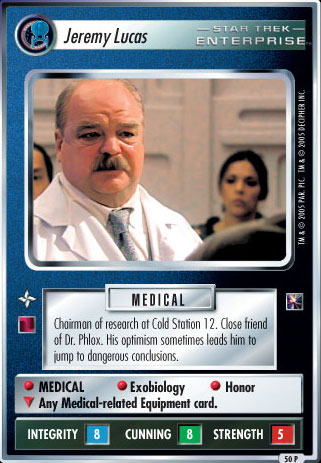 Jeremy Lucas
STAR TREK
ENTERPRISE
TM & © 2005 PAR. PIC. TM & © 2005 DECIPHER INC.
MEDICAL
Chairman of research at Cold Station 12. Close friend
of Dr. Phlox. His optimism sometimes leads him to
jump to dangerous conclusions.
MEDICAL Exobiology Honor
Any Medical-related Equipment card.
INTEGRITY 8 CUNNING 8 STRENGTH 5
50 P